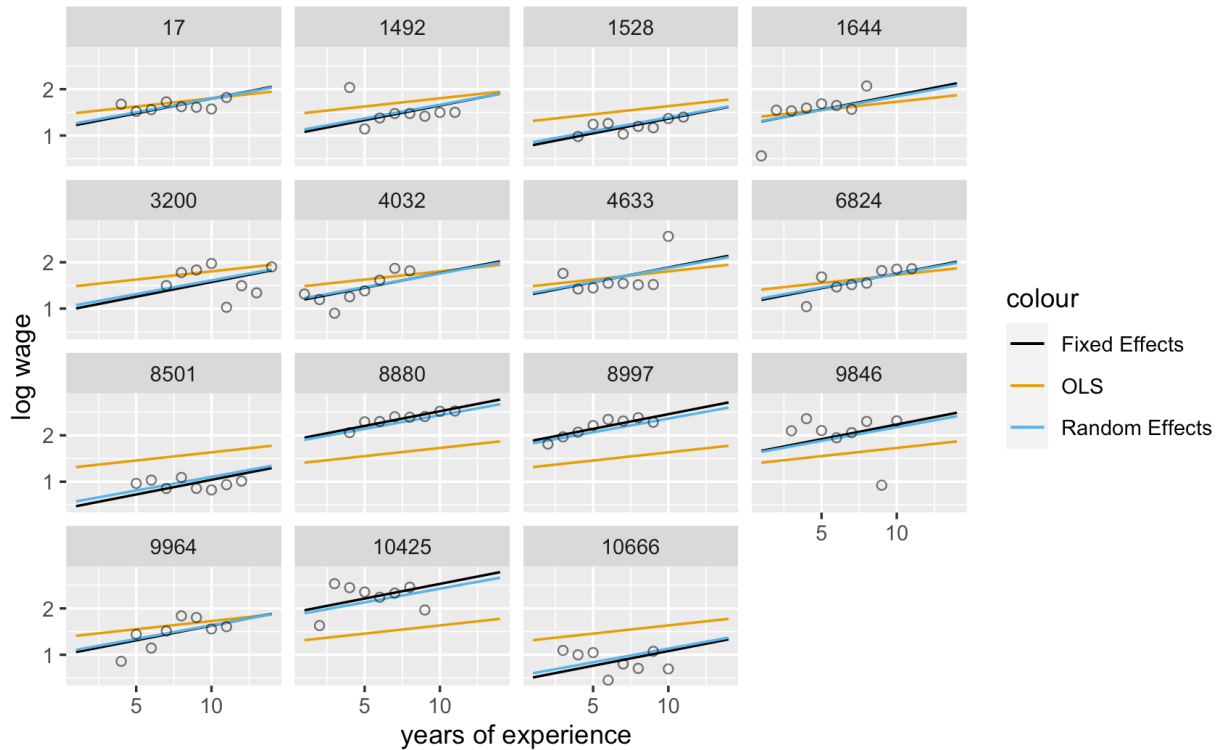 17 1492 1528 1644
2
1
3200 4032 4633 6824
2
1
8501 8880 8997 9846
2
1
5 10
9964 10425 10666
2
1
5 10 5 10 5 10
log wage
years of experience
colour
Fixed Effects
OLS
Random Effects